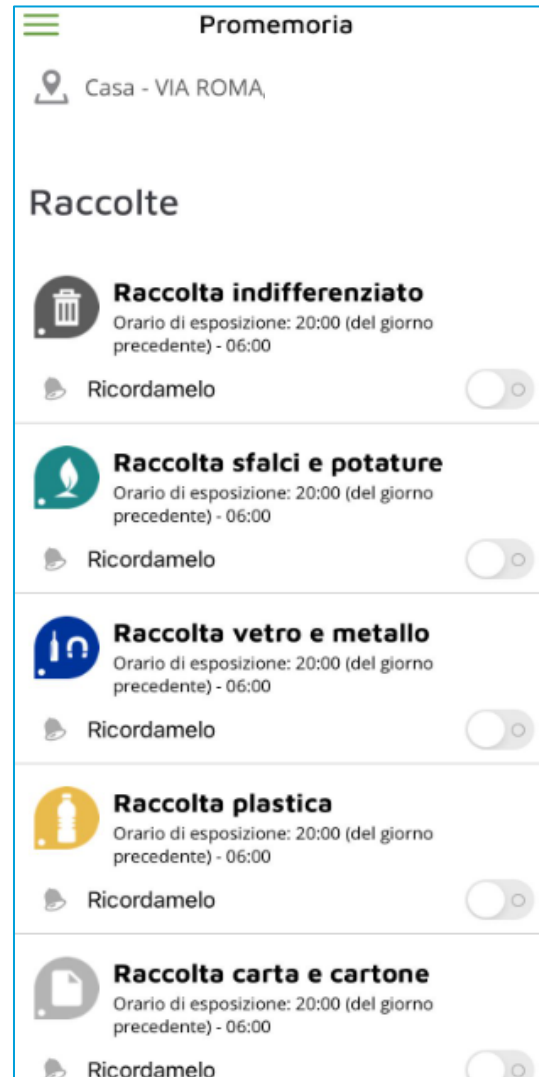 Promemoria
Casa - VIA ROMA,
Raccolte
Raccolta indifferenziato
Orario di esposizione: 20:00 (del giorno
precedente) - 06:00
Ricordamelo
Raccolta sfalci e potature
Orario di esposizione: 20:00 (del giorno
precedente) - 06:00
Ricordamelo
Raccolta vetro e metallo
Orario di esposizione: 20:00 (del giorno
precedente) - 06:00
Ricordamelo
Raccolta plastica
Orario di esposizione: 20:00 (del giorno
precedente) - 06:00
Ricordamelo
Raccolta carta e cartone
Orario di esposizione: 20:00 (del giorno
precedente) - 06:00
Ricordamelo